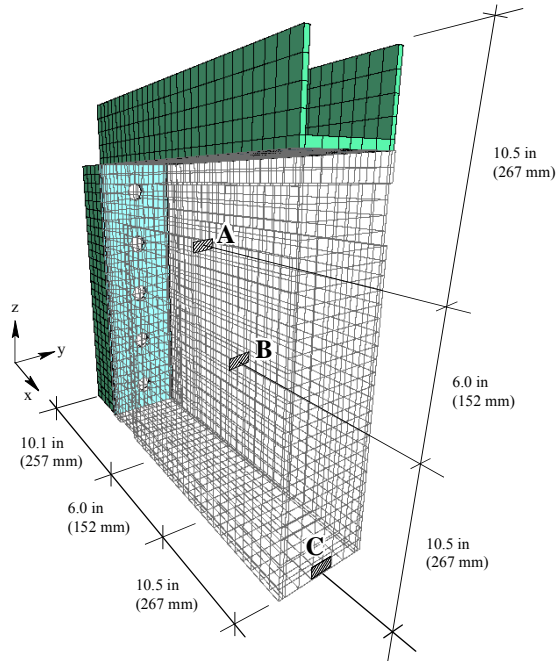 10.5 in
(267 mm)
A
B
z
y
x
6.0 in
(152 mm)
10.1 in
(257 mm)
6.0 in
(152 mm)
10.5 in
(267 mm)
C
10.5 in
(267 mm)